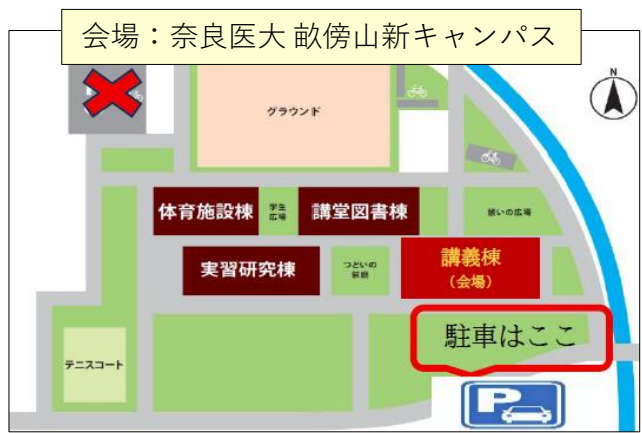 会場：奈良医大 畝傍山新キャンパス
グラウンド
N
体育施設棟
学生
広場
講堂図書棟
憩いの広場
実習研究棟
つどいの
前庭
講義棟
（会場）
駐車はここ
テニスコート
P